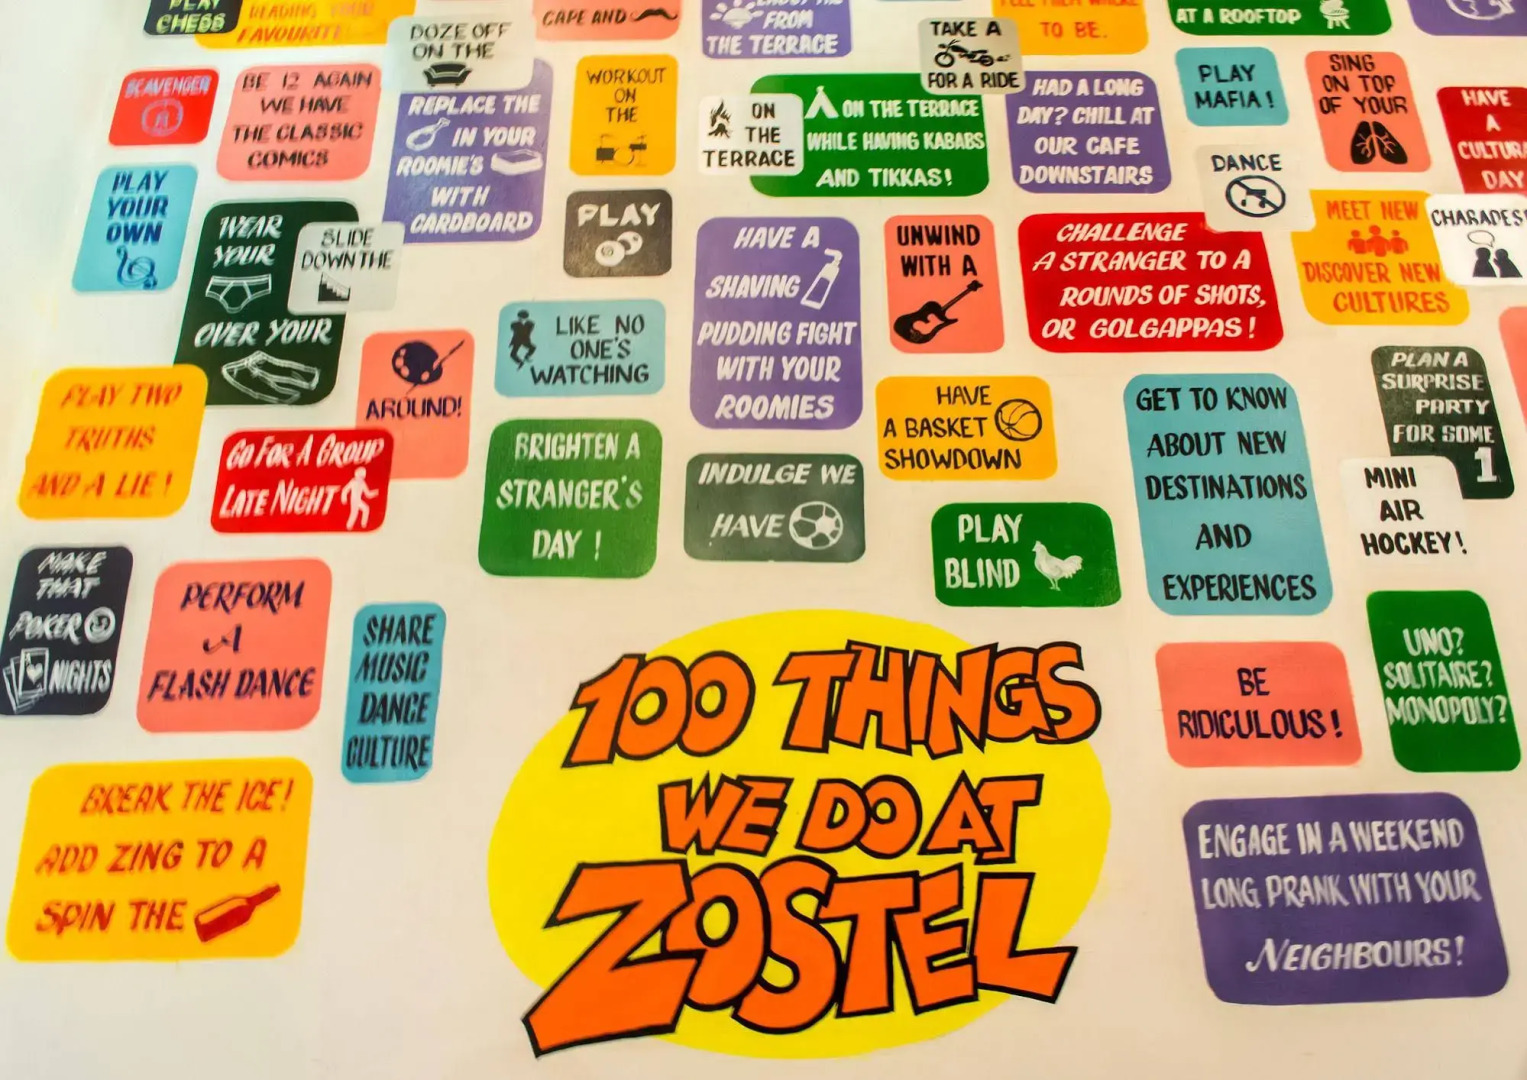 PLAY
CHESS
READING YOUR
FAVOURITE!
DOZE OFF
ON THE
CAPE AND
FROM
THE TERRACE
TAKE A
FOR A RIDE
TELL THEM WHERE
TO BE.
AT A ROOFTOP
SCAVENGER
BE 12 AGAIN
WE HAVE
THE CLASSIC
COMICS
REPLACE THE
IN YOUR
ROOMIE'S
WITH
CARDBOARD
WORKOUT
ON
THE
ON
THE
TERRACE
ON THE TERRACE
WHILE HAVING KABABS
AND TIKKAS!
HAD A LONG
DAY? CHILL AT
OUR CAFE
DOWNSTAIRS
PLAY
MAFIA!
SING
ON TOP
OF YOUR
HAVE
A
CULTURA
DAY
DANCE
PLAY
YOUR
OWN
WEAR
YOUR
OVER YOUR
SLIDE
DOWN THE
PLAY
HAVE A
SHAVING
PUDDING FIGHT
WITH YOUR
ROOMIES
UNWIND
WITH A
CHALLENGE
A STRANGER TO A
ROUNDS OF SHOTS,
OR GOLGAPPAS!
MEET NEW
DISCOVER NEW
CULTURES
CHARADES!
LIKE NO
ONE'S
WATCHING
AROUND!
PLAY TWO
TRUTHS
AND A LIE!
GO FOR A GROUP
LATE NIGHT
BRIGHTEN A
STRANGER'S
DAY!
INDULGE WE
HAVE
HAVE
A BASKET
SHOWDOWN
GET TO KNOW
ABOUT NEW
DESTINATIONS
AND
EXPERIENCES
PLAN A
SURPRISE
PARTY
FOR SOME
1
MINI
AIR
HOCKEY!
PLAY
BLIND
MAKE
THAT
POKER
NIGHTS
PERFORM
A
FLASH DANCE
SHARE
MUSIC
DANCE
CULTURE
BE
RIDICULOUS!
UNO?
SOLITAIRE?
MONOPOLY?
BREAK THE ICE!
ADD ZING TO A
SPIN THE
100 THINGS
WE DO AT
ZOSTEL
ENGAGE IN A WEEKEND
LONG PRANK WITH YOUR
NEIGHBOURS!